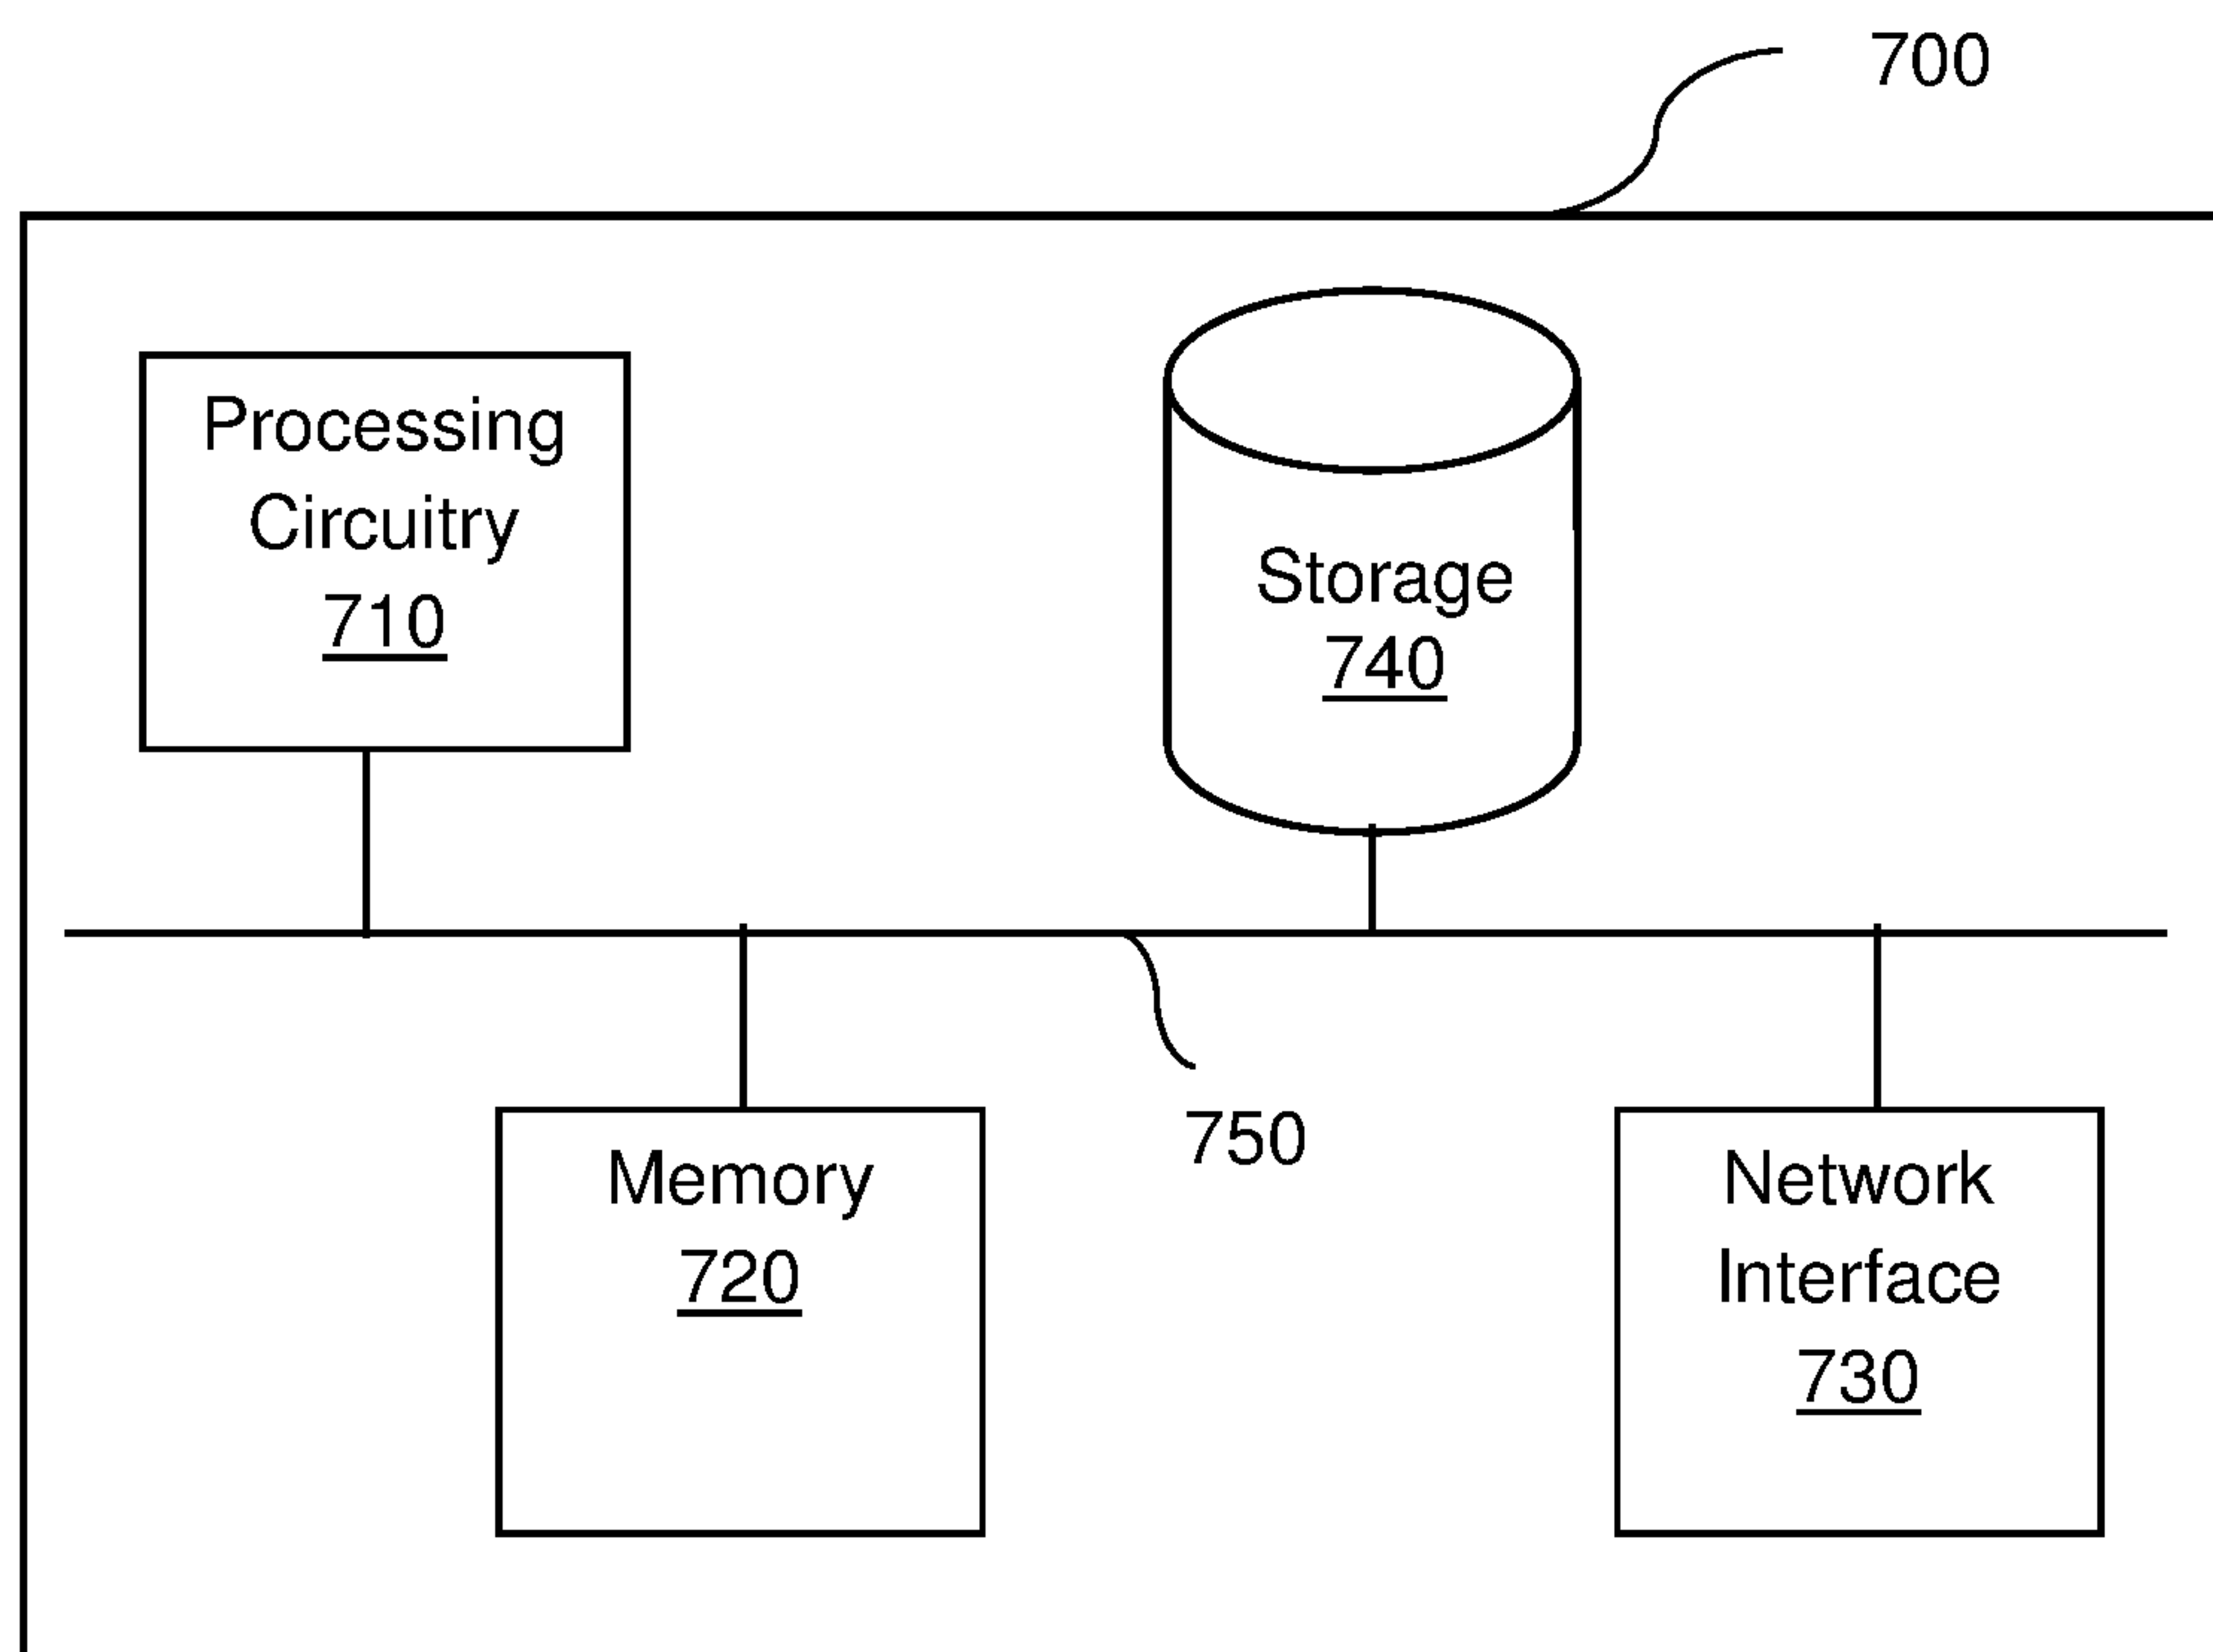 700
Processing
Circuitry
710
Storage
740
750
Memory
720
Network
Interface
730